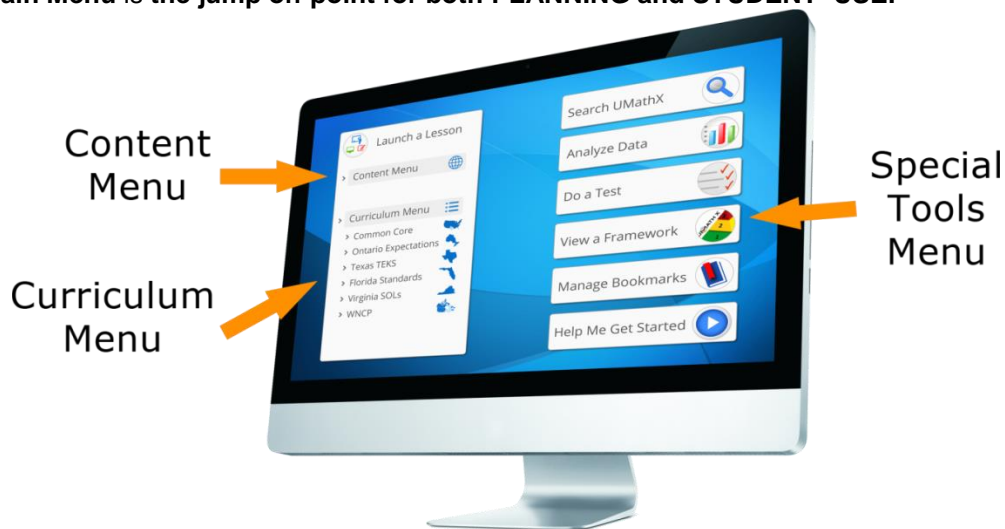 ain Menu is the jump off point for both PLANNING and STUDENT USE.
Content
Menu
Curriculum
Menu
Launch a Lesson
> Content Menu
> Curriculum Menu
> Common Core
> Ontario Expectations
> Texas TEKS
> Florida Standards
> Virginia SOLs
> WNCP
Search UMathX
Analyze Data
Do a Test
View a Framework
Manage Bookmarks
Help Me Get Started
Special
Tools
Menu